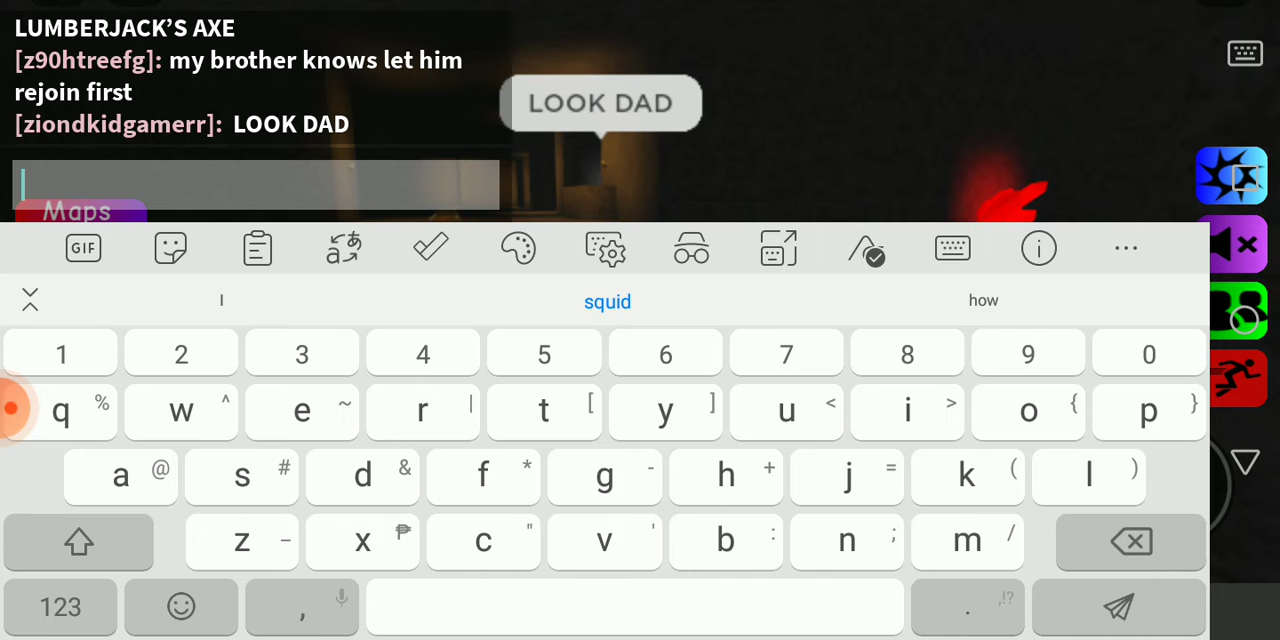 LUMBERJACK’S AXE
[z90htreefg]: my brother knows let him
rejoin first
[ziondkidgamerr]: LOOK DAD
LOOK DAD
Maps
GIF
I squid how
1 2 3 4 5 6 7 8 9 0
q % w ^ e ~ r | t [ y ] u < i > o { p }
a @ s # d & f * g - h + j = k ( l )
z – x ₱ c " v ' b : n ; m /
123 , . ,!?